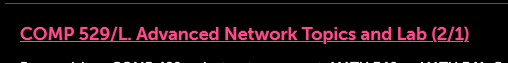 COMP 529/L. Advanced Network Topics and Lab (2/1)